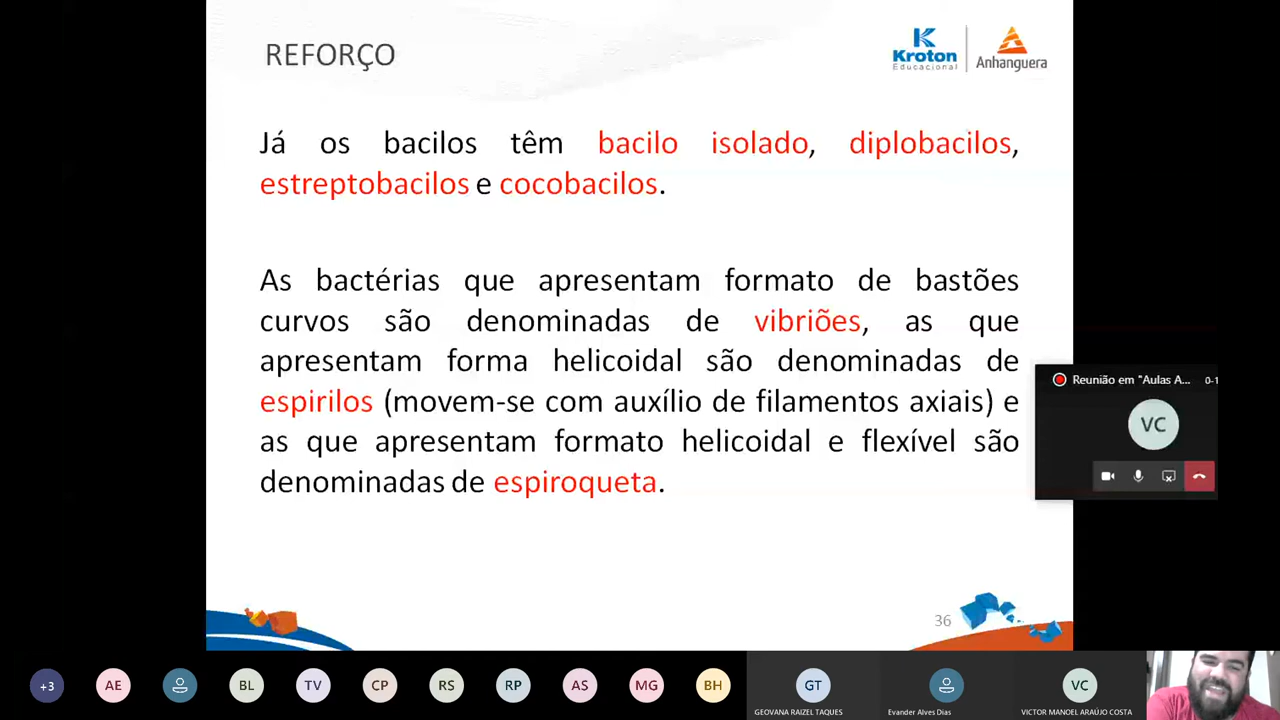 REFORÇO
Kroton
Educacional
Anhanguera
Já os bacilos têm bacilo isolado, diplobacilos,
estreptobacilos e cocobacilos.
As bactérias que apresentam formato de bastões
curvos são denominadas de vibriões, as que
apresentam forma helicoidal são denominadas de
espirilos (movem-se com auxílio de filamentos axiais) e
as que apresentam formato helicoidal e flexível são
denominadas de espiroqueta.
Reunião em "Aulas A... 0-1
VC
36
+3
AE
BL
TV
CP
RS
RP
AS
MG
BH
GT
VC
GEOVANA RAIZEL TAQUES
Evander Alves Dias
VICTOR MANOEL ARAÚJO COSTA